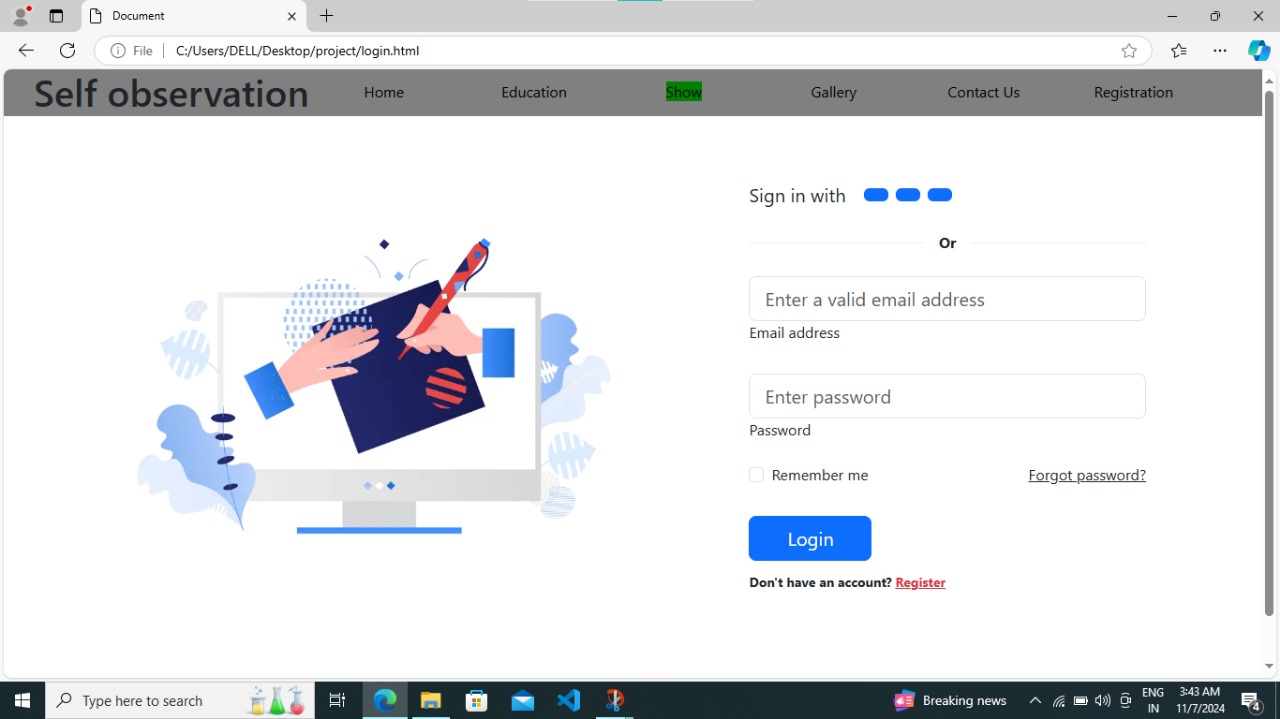 Document
File
C:/Users/DELL/Desktop/project/login.html
Self observation Home Education Show Gallery Contact Us Registration
Sign in with
Or
Enter a valid email address
Email address
Enter password
Password
Remember me Forgot password?
Login
Don't have an account? Register
Type here to search
Breaking news
ENG
IN
3:43 AM
11/7/2024
4